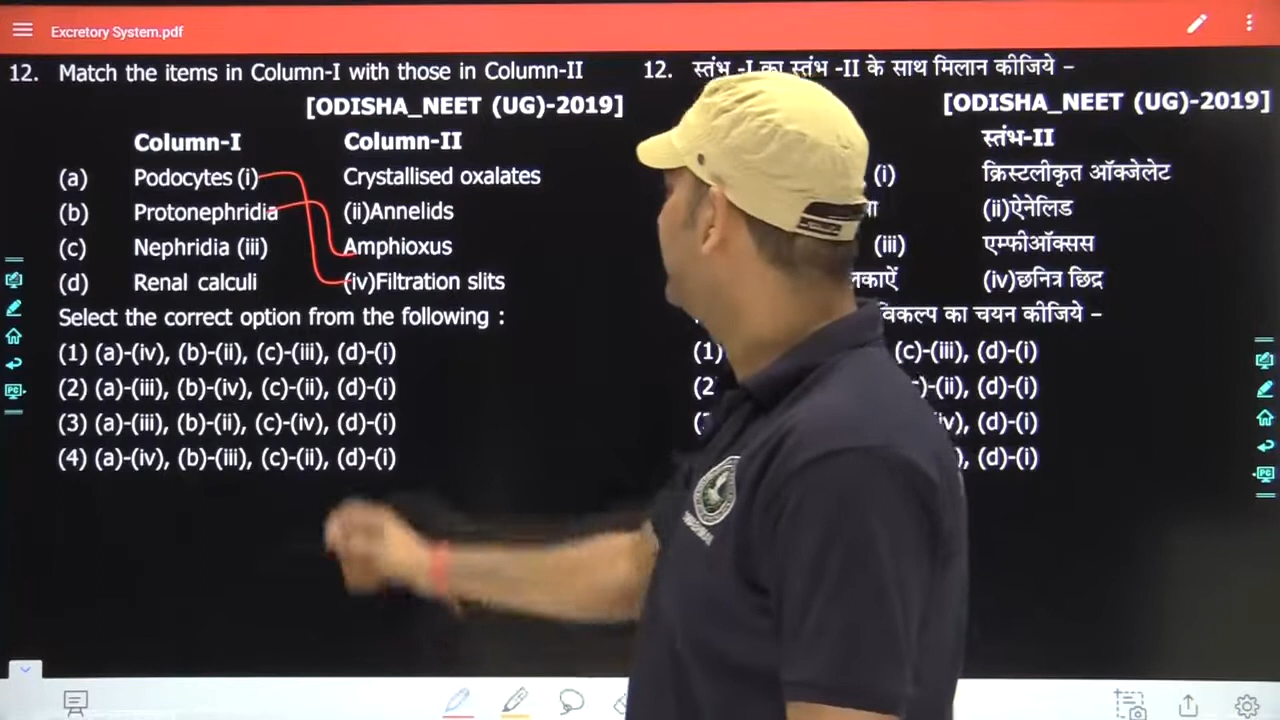 Excretory System.pdf
12. Match the items in Column-I with those in Column-II
[ODISHA_NEET (UG)-2019]
Column-I Column-II
(a) Podocytes (i) Crystallised oxalates
(b) Protonephridia (ii)Annelids
(c) Nephridia (iii) Amphioxus
(d) Renal calculi (iv)Filtration slits
Select the correct option from the following :
(1) (a)-(iv), (b)-(ii), (c)-(iii), (d)-(i)
(2) (a)-(iii), (b)-(iv), (c)-(ii), (d)-(i)
(3) (a)-(iii), (b)-(ii), (c)-(iv), (d)-(i)
(4) (a)-(iv), (b)-(iii), (c)-(ii), (d)-(i)
12. स्तंभ -I का स्तंभ -II के साथ मिलान कीजिये –
[ODISHA_NEET (UG)-2019]
स्तंभ-II
(i) क्रिस्टलीकृत ऑक्जेलेट
(ii)ऐनेलिड
(iii) एम्फीऑक्सस
(iv)छनित्र छिद्र
विकल्प का चयन कीजिये –
(1) (c)-(iii), (d)-(i)
(2 -(ii), (d)-(i)
(d)-(i)
(d)-(i)